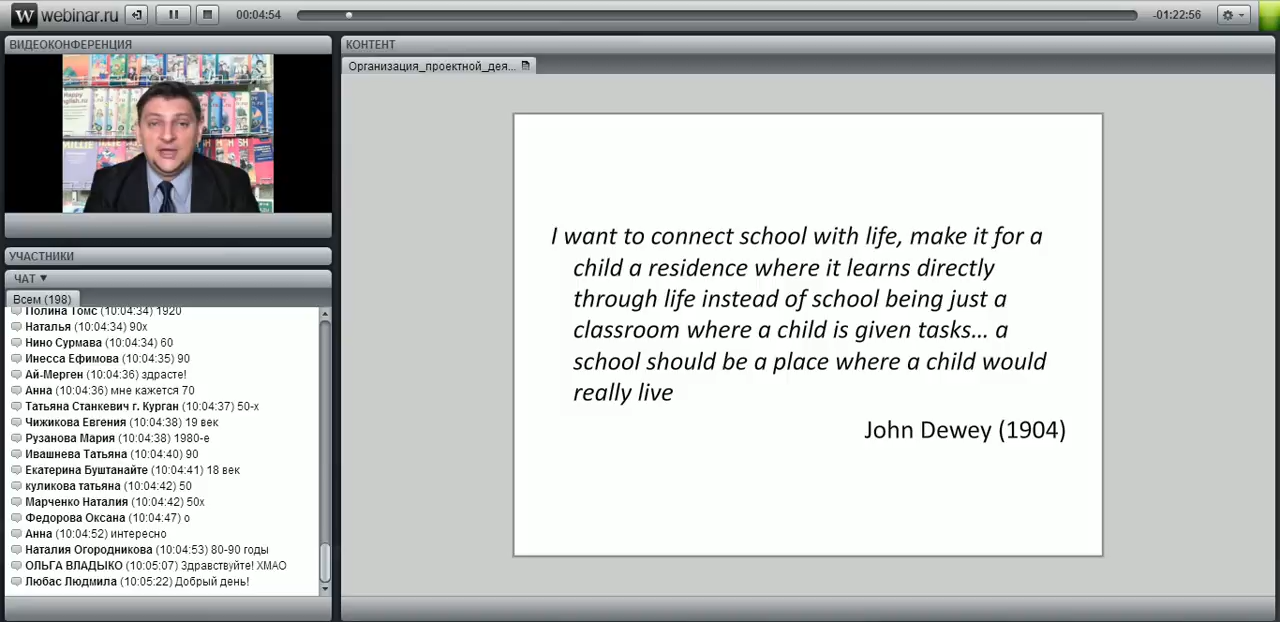 W webinar.ru
00:04:54
-01:22:56
ВИДЕОКОНФЕРЕНЦИЯ
УЧАСТНИКИ
ЧАТ ▼
Всем (198)
Полина Томс (10:04:34) 1920
Наталья (10:04:34) 90х
Нино Сурмава (10:04:34) 60
Инесса Ефимова (10:04:35) 90
Ай-Мерген (10:04:36) здрасте!
Анна (10:04:36) мне кажется 70
Татьяна Станкевич г. Курган (10:04:37) 50-х
Чижикова Евгения (10:04:38) 19 век
Рузанова Мария (10:04:38) 1980-е
Ивашнева Татьяна (10:04:40) 90
Екатерина Буштанайте (10:04:41) 18 век
куликова татьяна (10:04:42) 50
Марченко Наталия (10:04:42) 50х
Федорова Оксана (10:04:47) о
Анна (10:04:52) интересно
Наталия Огородникова (10:04:53) 80-90 годы
ОЛЬГА ВЛАДЫКО (10:05:07) Здравствуйте! ХМАО
Любас Людмила (10:05:22) Добрый день!
КОНТЕНТ
Организация_проектной_дея...
I want to connect school with life, make it for a
child a residence where it learns directly
through life instead of school being just a
classroom where a child is given tasks... a
school should be a place where a child would
really live
John Dewey (1904)